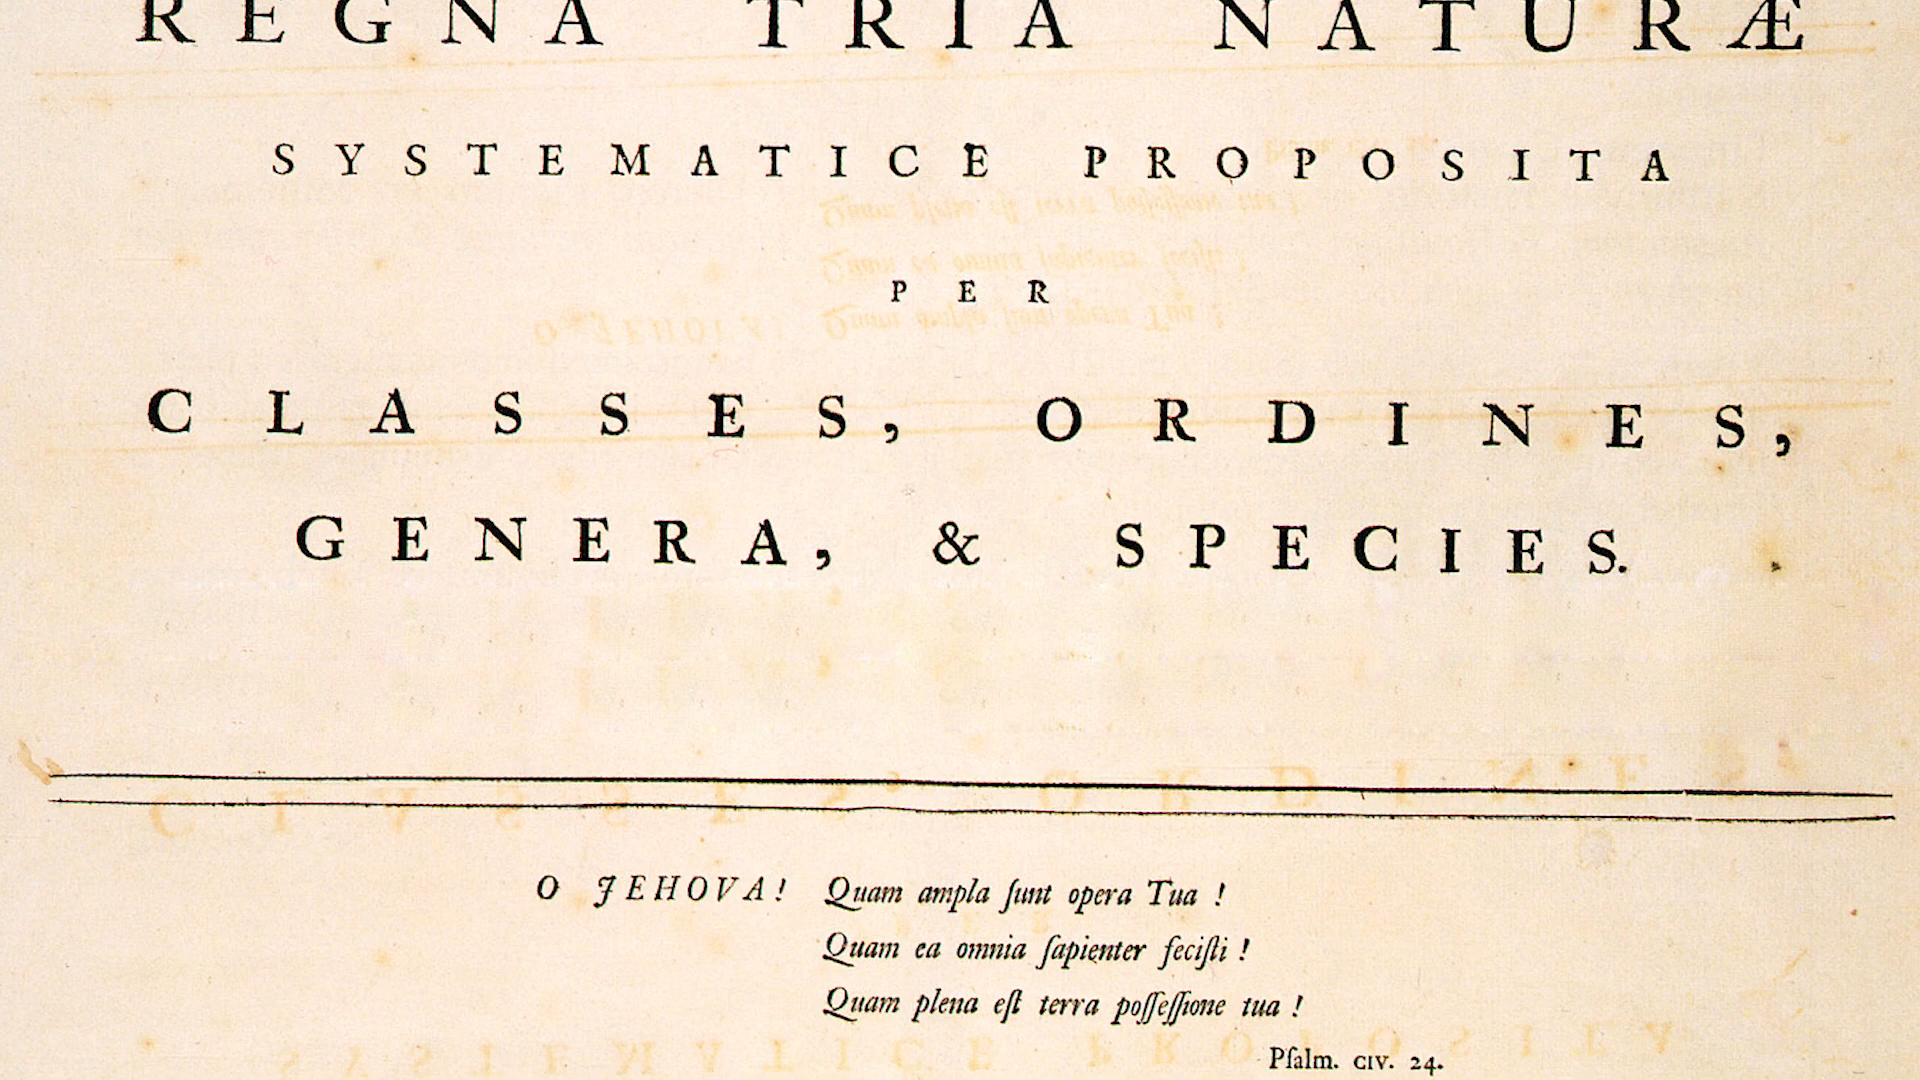 REGNA TRIA NATURÆ
SYSTEMATICE PROPOSITA
PER
CLASSES, ORDINES,
GENERA, & SPECIES.
O JEHOVA! Quam ampla ſunt opera Tua !
Quam ea omnia ſapienter feciſti !
Quam plena eſt terra poſſeſſione tua !
Pſalm. CIV. 24.